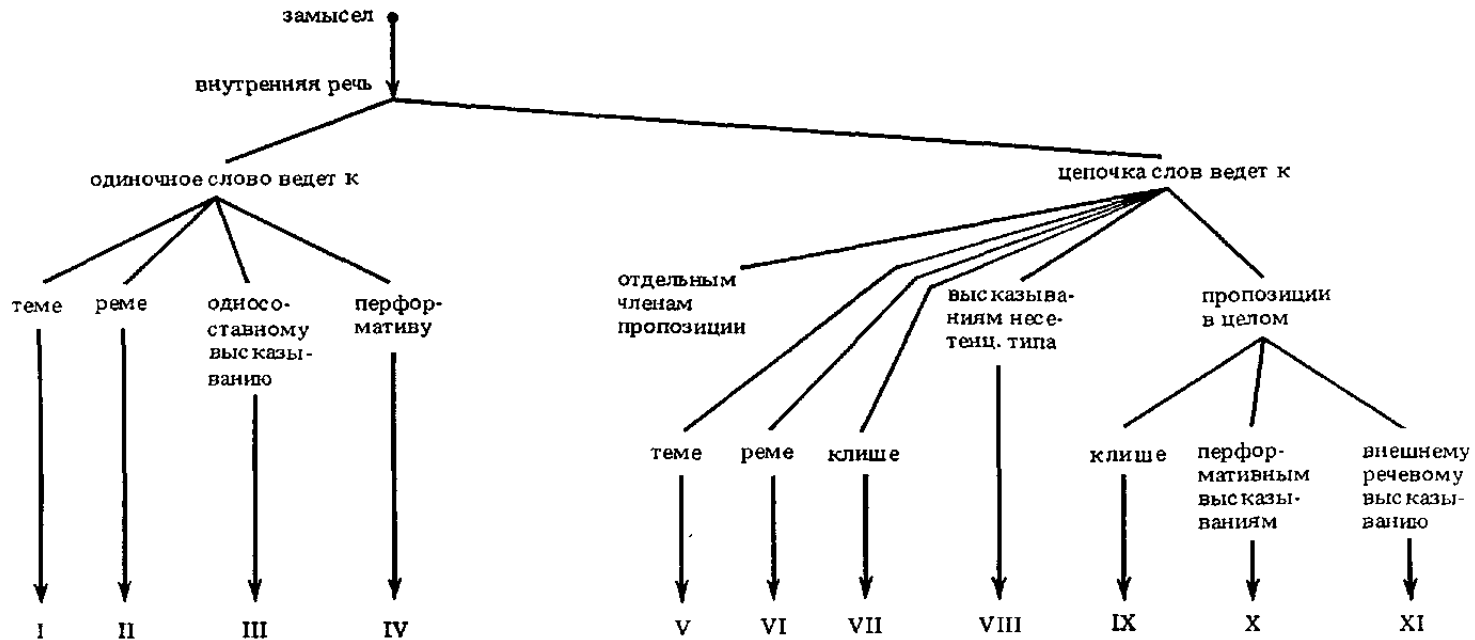 замысел
внутренняя речь
одиночное слово ведет к
цепочка слов ведет к
теме
реме
односо-
ставному
высказы-
ванию
перфор-
мативу
отдельным
членам
пропозиции
высказыва-
ниям несе-
тенц. типа
пропозиции
в целом
теме
реме
клише
клише
перфор-
мативным
высказы-
ваниям
внешнему
речевому
высказы-
ванию
I
II
III
IV
V
VI
VII
VIII
IX
X
XI